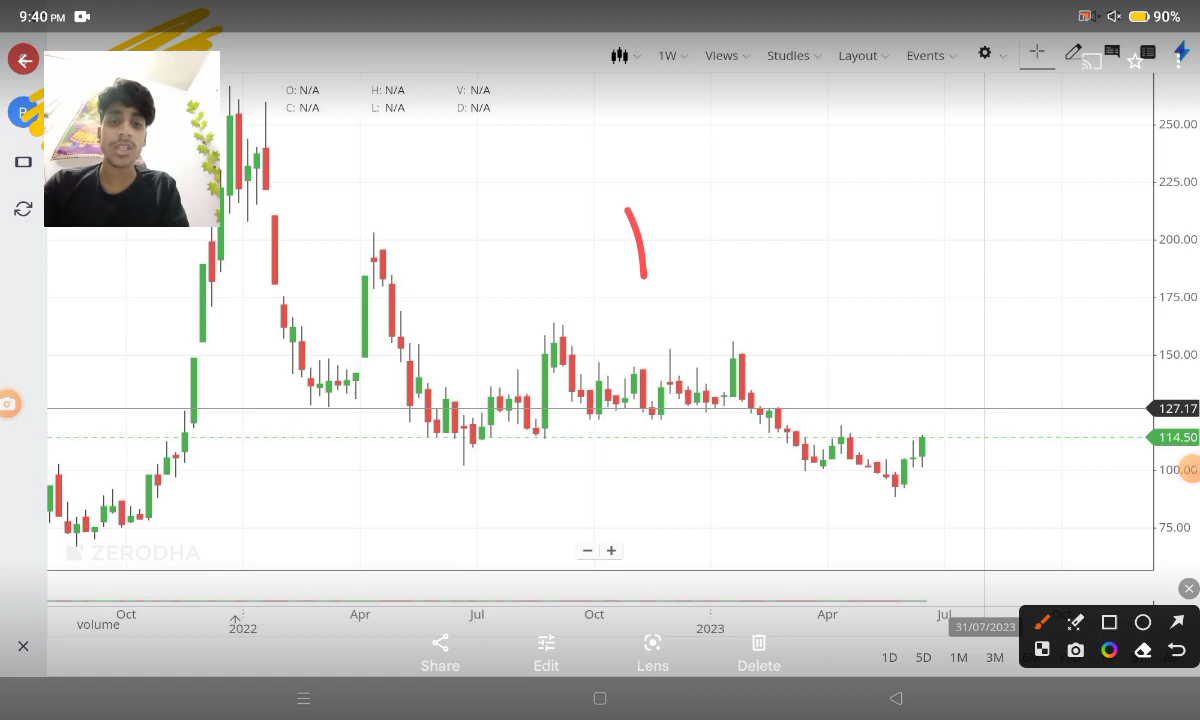 9:40 PM
90%
1W Views Studies Layout Events
O: N/A H: N/A V: N/A
C: N/A L: N/A D: N/A
250.00
225.00
200.00
175.00
150.00
127.17
114.50
100.00
75.00
ZERODHA
Oct 2022 Apr Jul Oct 2023 Apr Jul Oct
volume
31/07/2023
Share Edit Lens Delete
1D 5D 1M 3M